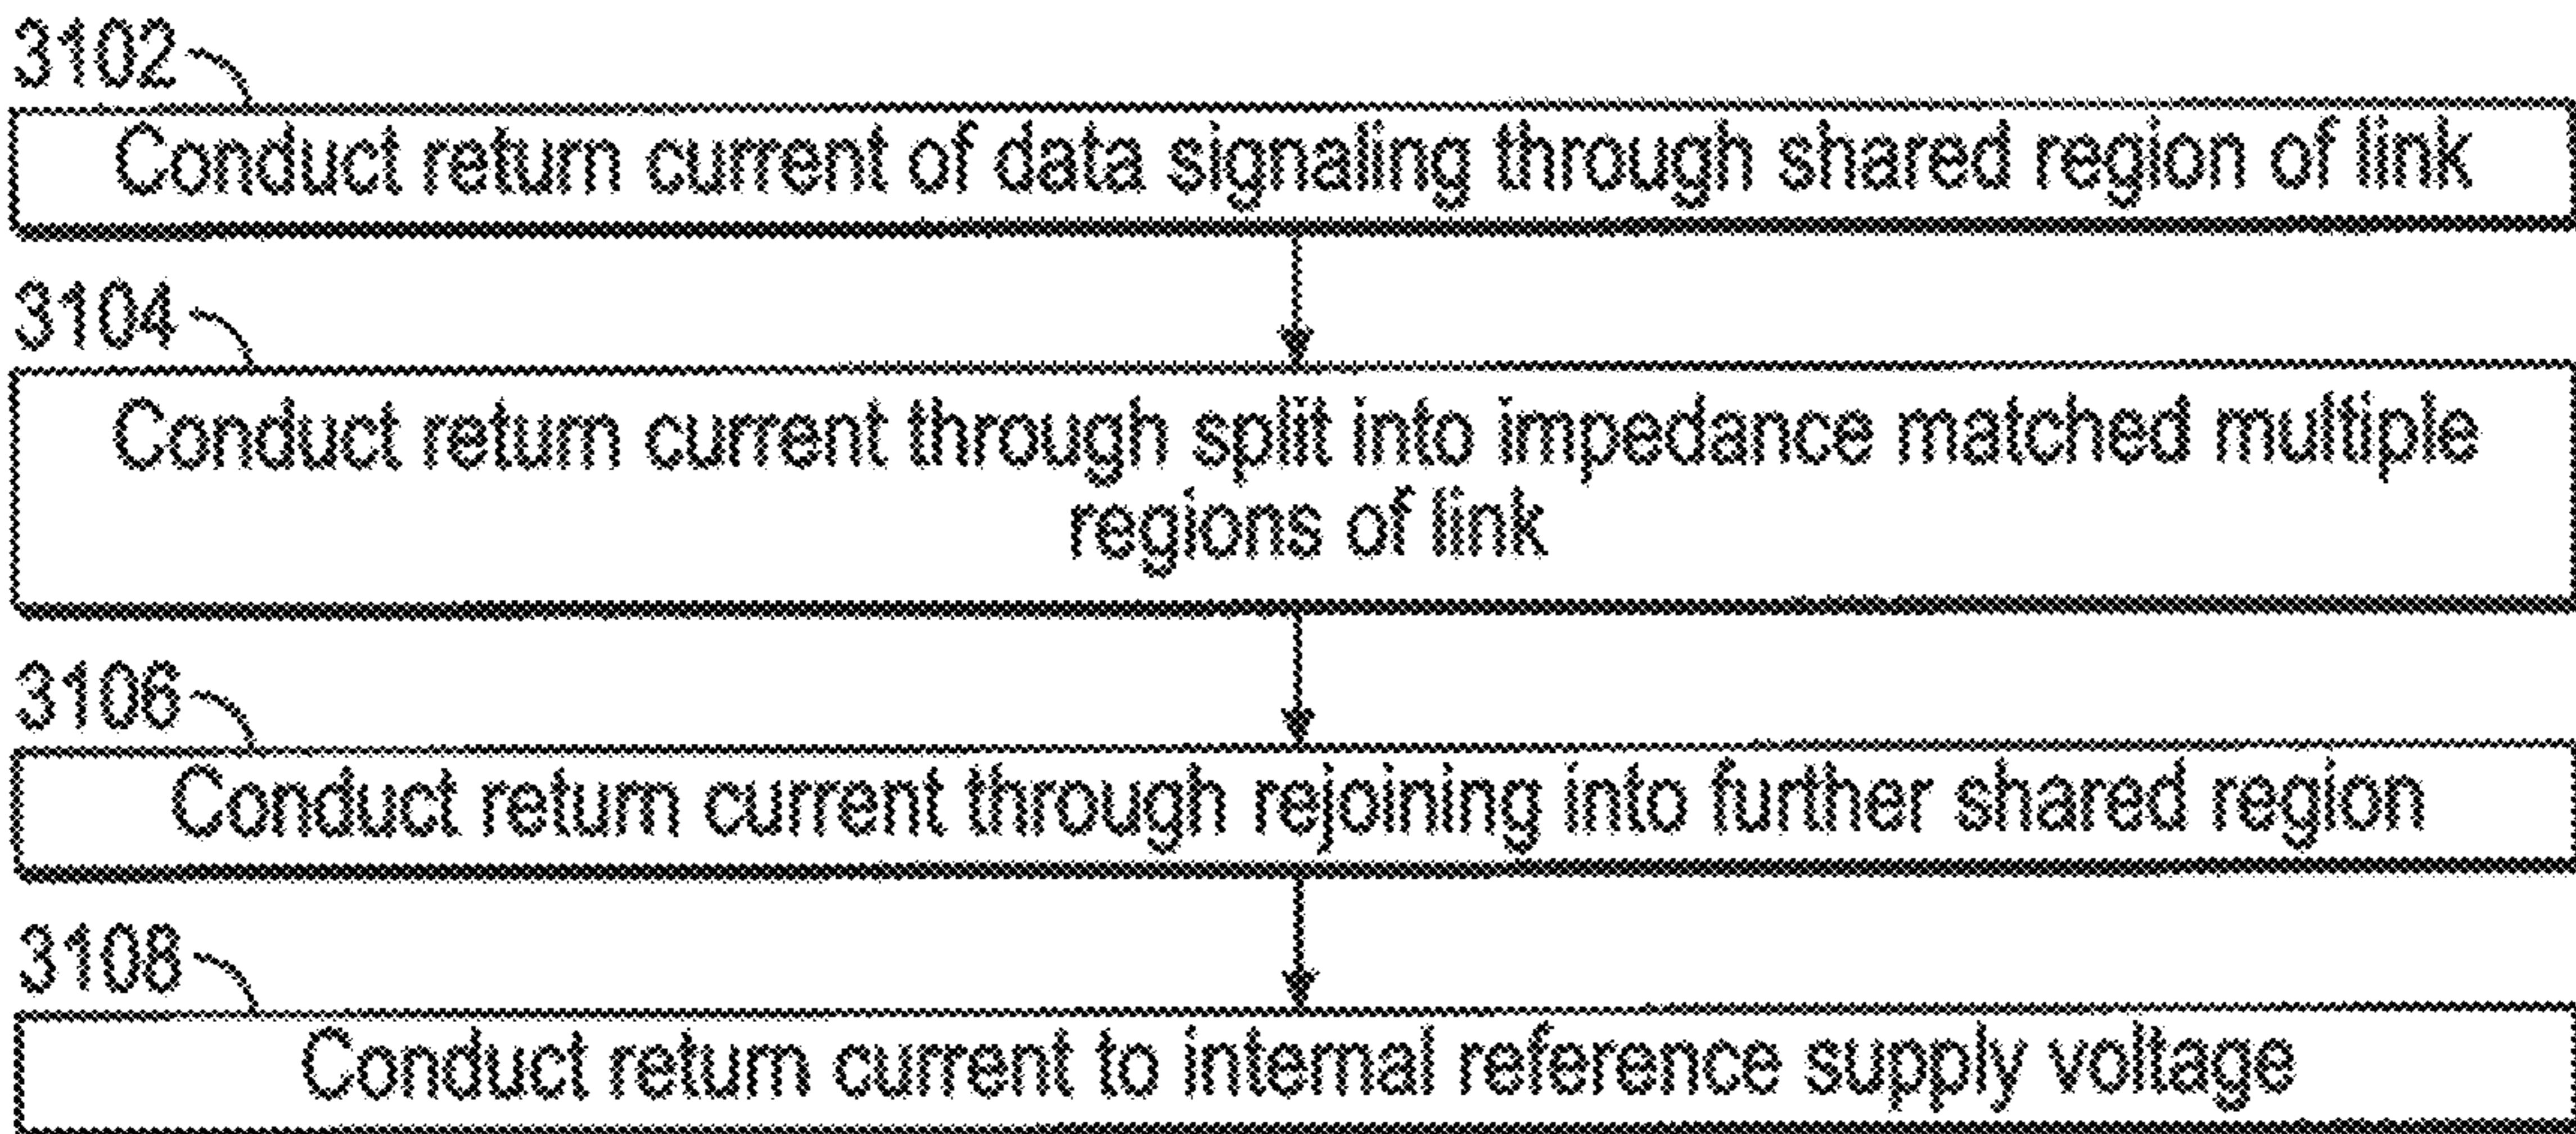 3102
Conduct return current of data signaling through shared region of link
3104
Conduct return current through split into impedance matched multiple
regions of link
3106
Conduct return current through rejoining into further shared region
3108
Conduct return current to internal reference supply voltage